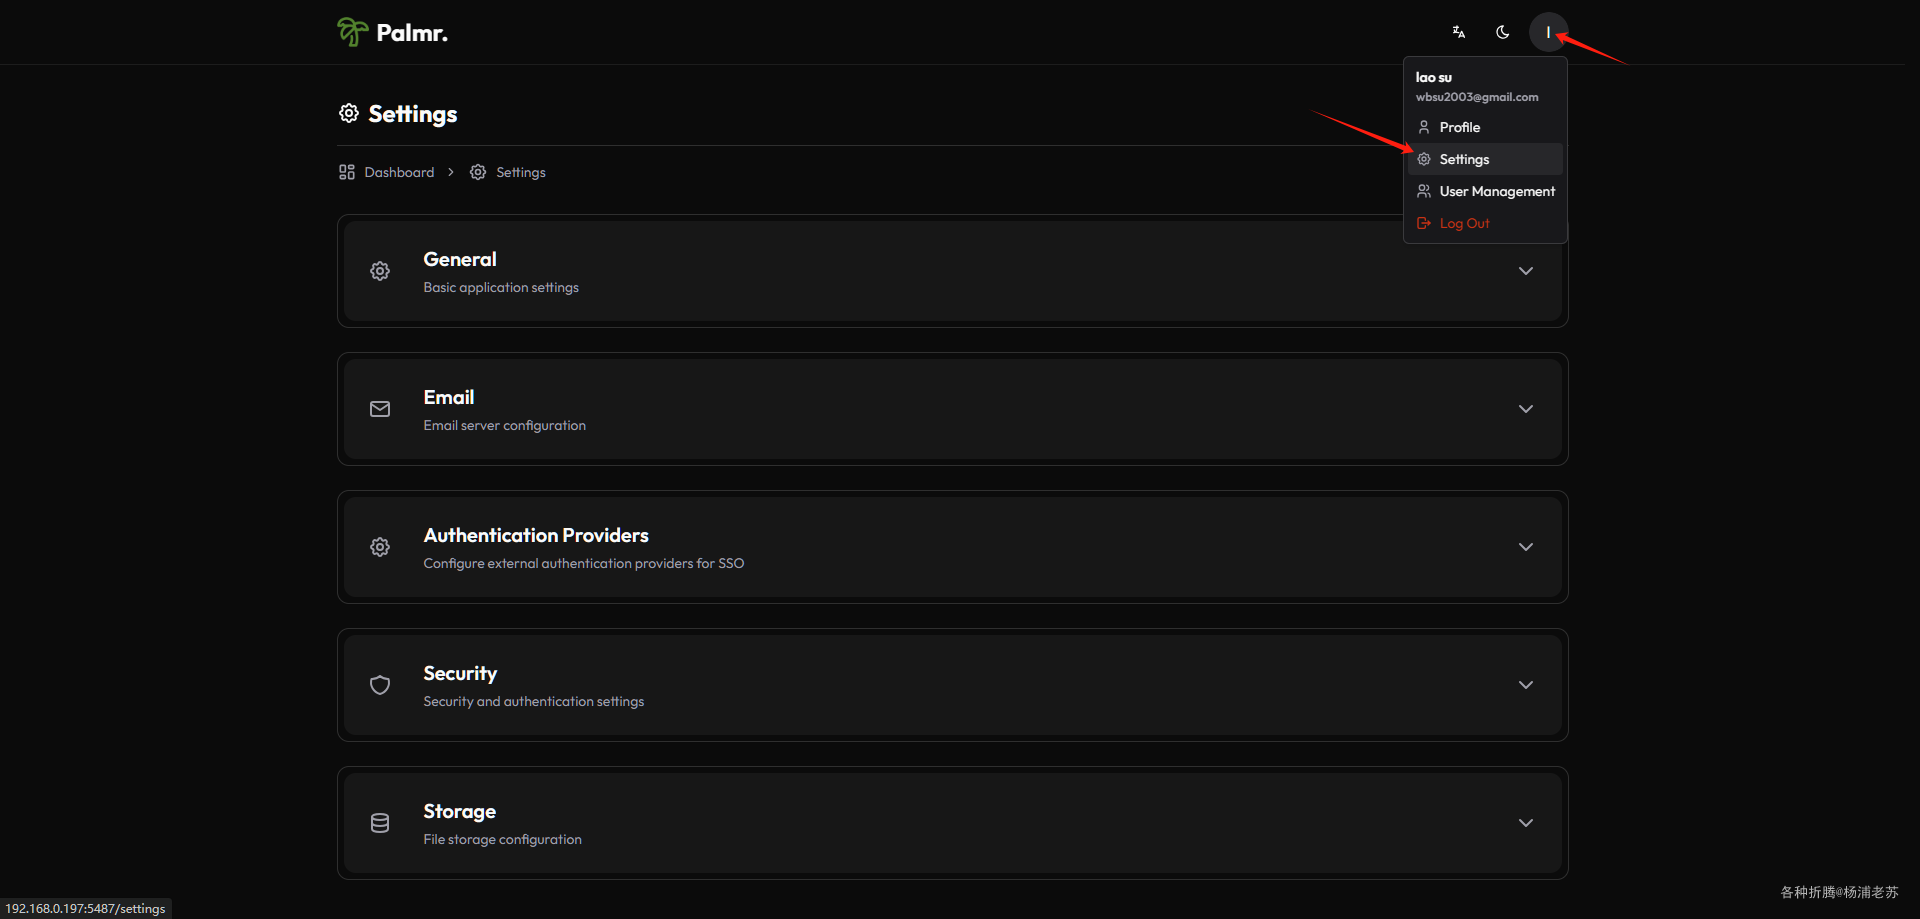 Palmr.
l
lao su
wbsu2003@gmail.com
Profile
Settings
User Management
Log Out
Settings
Dashboard > Settings
General
Basic application settings
Email
Email server configuration
Authentication Providers
Configure external authentication providers for SSO
Security
Security and authentication settings
Storage
File storage configuration
各种折腾@杨浦老苏
192.168.0.197:5487/settings